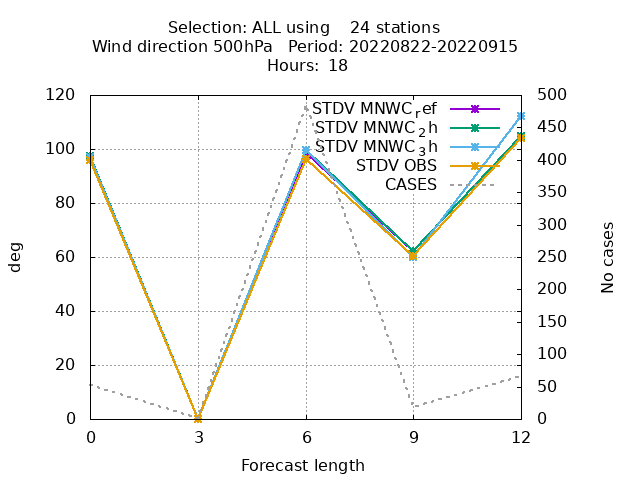 Selection: ALL using    24 stations
Wind direction 500hPa   Period: 20220822-20220915
Hours:  18
120
100
80
60
40
20
0
500
450
400
350
300
250
200
150
100
50
0
0 3 6 9 12
deg
No cases
Forecast length
STDV MNWC_ref
STDV MNWC_2h
STDV MNWC_3h
STDV OBS
CASES